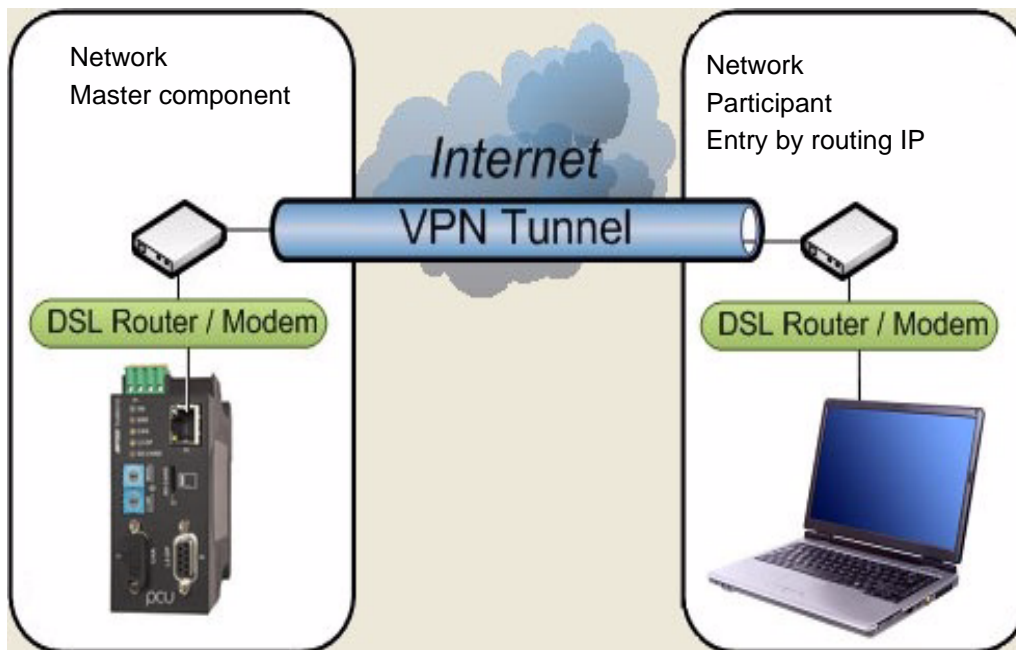 Network
Master component
Network
Participant
Entry by routing IP
Internet
VPN Tunnel
DSL Router / Modem
DSL Router / Modem
pcu